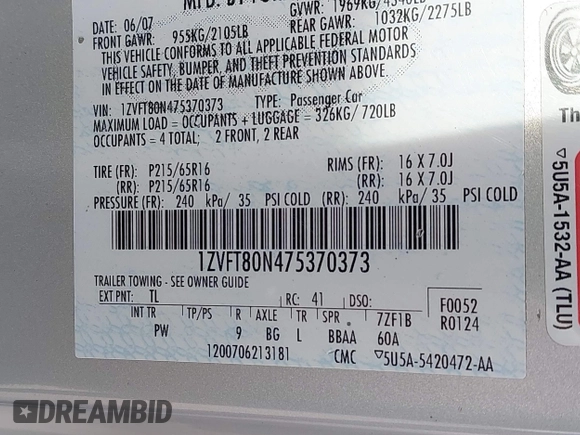 DATE: 06/07
GVWR: 1969KG/4340LB
FRONT GAWR: 955KG/2105LB
REAR GAWR: 1032KG/2275LB
THIS VEHICLE CONFORMS TO ALL APPLICABLE FEDERAL MOTOR
VEHICLE SAFETY, BUMPER, AND THEFT PREVENTION STANDARDS
IN EFFECT ON THE DATE OF MANUFACTURE SHOWN ABOVE.
VIN: 1ZVFT80N475370373 TYPE: Passenger Car
MAXIMUM LOAD = OCCUPANTS + LUGGAGE = 326KG/ 720LB
OCCUPANTS = 4 TOTAL; 2 FRONT, 2 REAR
TIRE (FR): P215/65R16 RIMS (FR): 16 X 7.0J
(RR): P215/65R16 (RR): 16 X 7.0J
PRESSURE (FR): 240 kPa/ 35 PSI COLD (RR): 240 kPa/ 35 PSI COLD
1ZVFT80N475370373
TRAILER TOWING - SEE OWNER GUIDE
EXT PNT: TL RC: 41 DSO:
F0052
R0124
INT TR TP/PS R AXLE TR SPR 7ZF1B
PW 9 BG L BBAA 60A
1200706213181 CMC ▽5U5A-5420472-AA
Th
▽5U5A-1532-AA (TLU)
DREAMBID